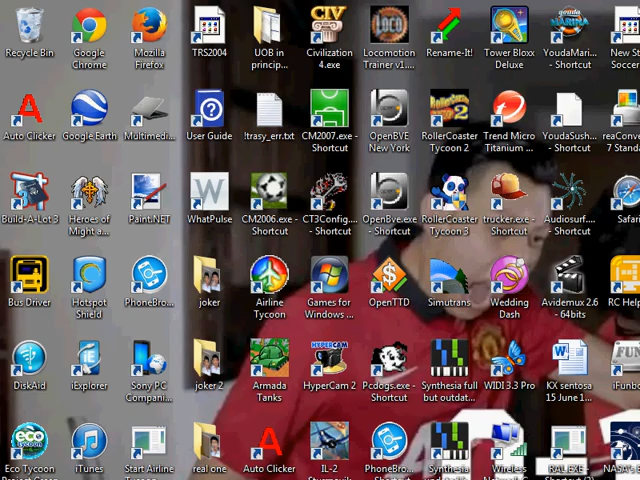 Recycle Bin
Google Chrome
Mozilla Firefox
TRS2004
UOB in princip...
Civilization 4.exe
Locomotion Trainer v1....
Rename-It!
Tower Bloxx Deluxe
YoudaMari... - Shortcut
New St
Soccer
Auto Clicker
Google Earth
Multimedi...
User Guide
!trasy_err.txt
CM2007.exe - Shortcut
OpenBVE New York
RollerCoaster Tycoon 2
Trend Micro Titanium ...
YoudaSush... - Shortcut
reaConve
7 Standa
Build-A-Lot 3
Heroes of Might a...
Paint.NET
WhatPulse
CM2006.exe - Shortcut
CT3Config.... - Shortcut
OpenBve.exe - Shortcut
RollerCoaster Tycoon 3
trucker.exe - Shortcut
Audiosurf.... - Shortcut
Safari
Bus Driver
Hotspot Shield
PhoneBro...
joker
Airline Tycoon
Games for Windows ...
OpenTTD
Simutrans
Wedding Dash
Avidemux 2.6 - 64bits
RC Help
DiskAid
iExplorer
Sony PC Compani...
joker 2
Armada Tanks
HyperCam 2
Pcdogs.exe - Shortcut
Synthesia full but outdat...
WIDI 3.3 Pro
KX sentosa 15 June 1...
iFunbo
Eco Tycoon
iTunes
Start Airline
real one
Auto Clicker
IL-2
PhoneBro...
Synthesia
Wireless
RAL.EXE -
NASA